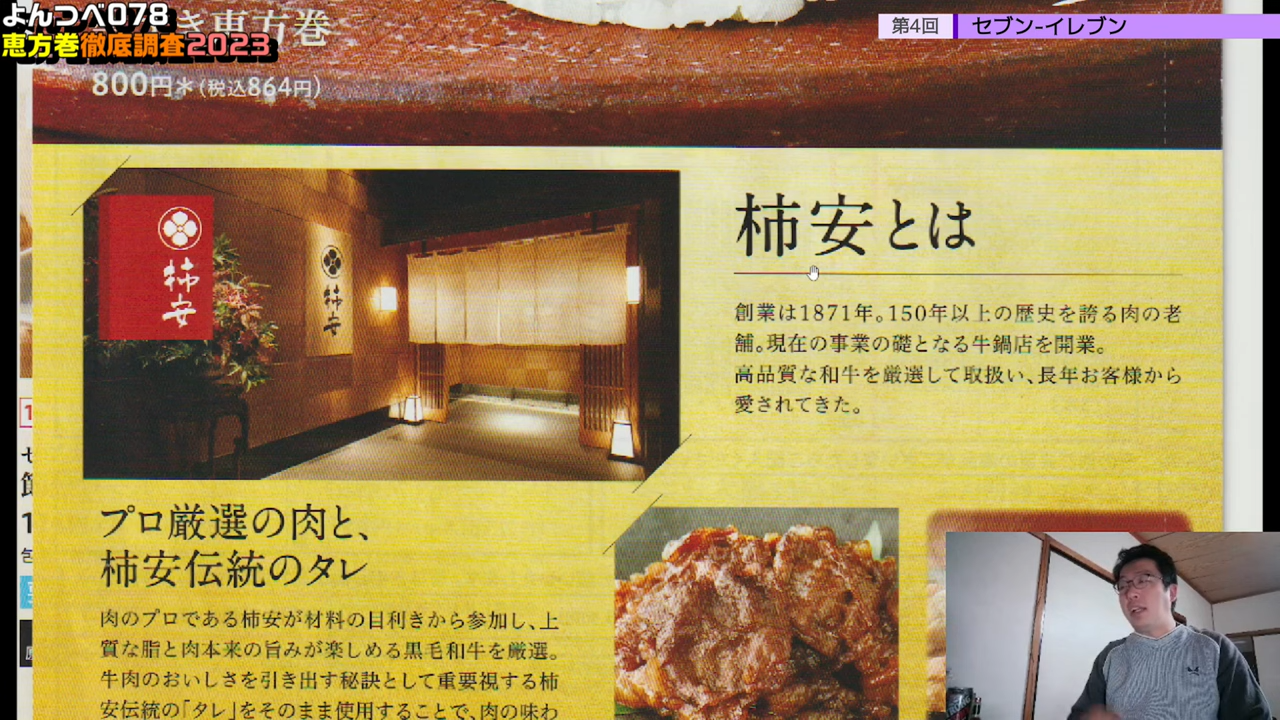 よんつべ078
恵方巻徹底調査2023
第4回 セブン-イレブン
き恵方巻
800円＊(税込864円)
柿安
柿安
柿安とは
創業は1871年。150年以上の歴史を誇る肉の老
舗。現在の事業の礎となる牛鍋店を開業。
高品質な和牛を厳選して取扱い、長年お客様から
愛されてきた。
プロ厳選の肉と、
柿安伝統のタレ
肉のプロである柿安が材料の目利きから参加し、上
質な脂と肉本来の旨みが楽しめる黒毛和牛を厳選。
牛肉のおいしさを引き出す秘訣として重要視する柿
安伝統の「タレ」をそのまま使用することで、肉の味わ